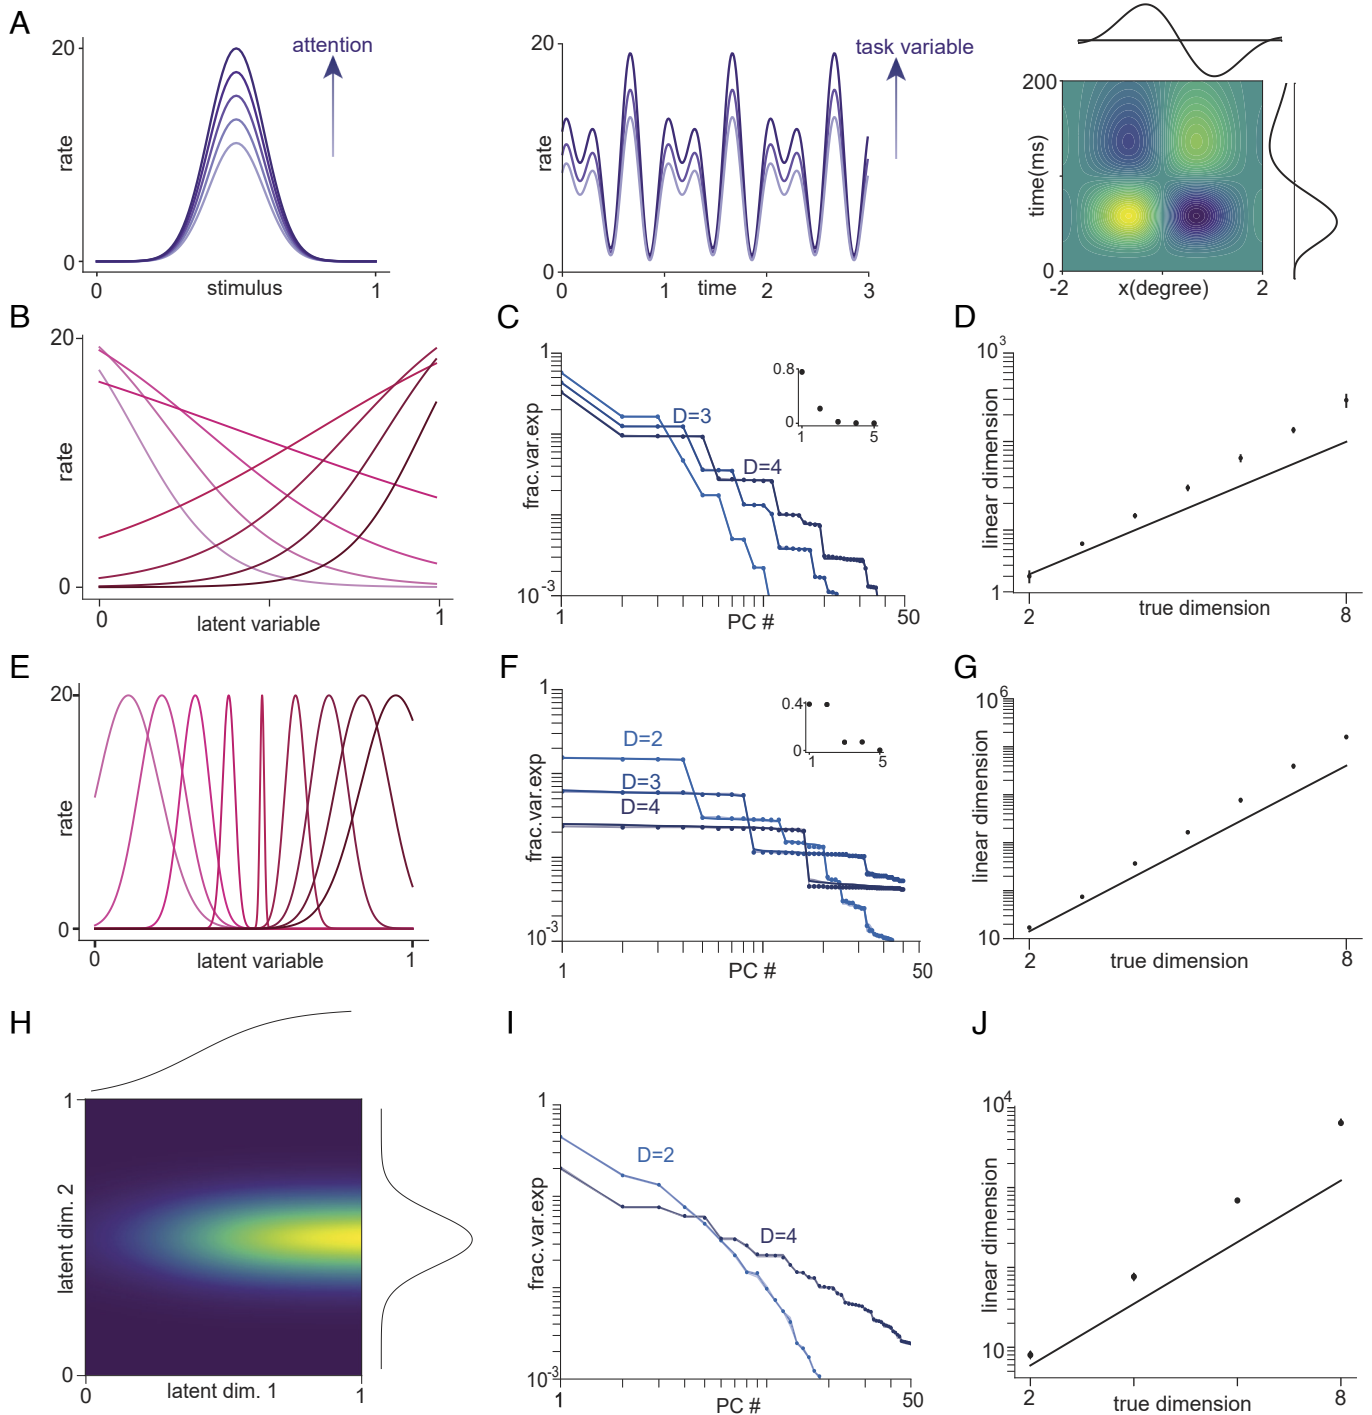 A
20
rate
0
0
stimulus
1
attention
20
rate
0
0
1
time
2
3
task variable
200
time(ms)
0
-2
x(degree)
2
B
20
rate
0
0
latent variable
1
C
1
frac.var.exp
10-3
1
PC #
50
D=3
D=4
0.8
0
1
5
D
103
linear dimension
1
2
true dimension
8
E
20
rate
0
0
latent variable
1
F
1
frac.var.exp
10-3
1
PC #
50
D=2
D=3
D=4
0.4
0
1
5
G
106
linear dimension
10
2
true dimension
8
H
1
latent dim. 2
0
0
latent dim. 1
1
I
1
frac.var.exp
10-3
1
PC #
50
D=2
D=4
J
104
linear dimension
10
2
true dimension
8